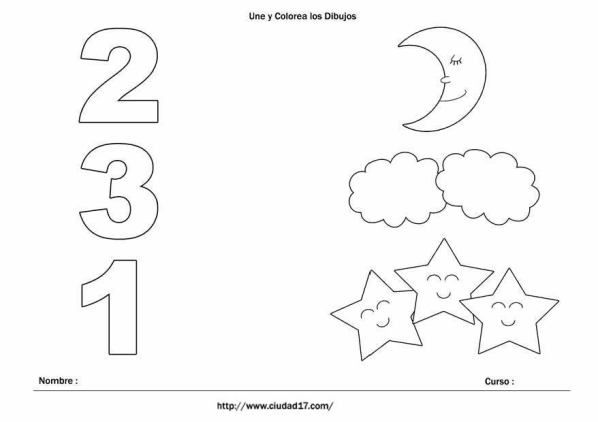 Une y Colorea los Dibujos
2
3
1
Nombre :
Curso :
http://www.ciudad17.com/